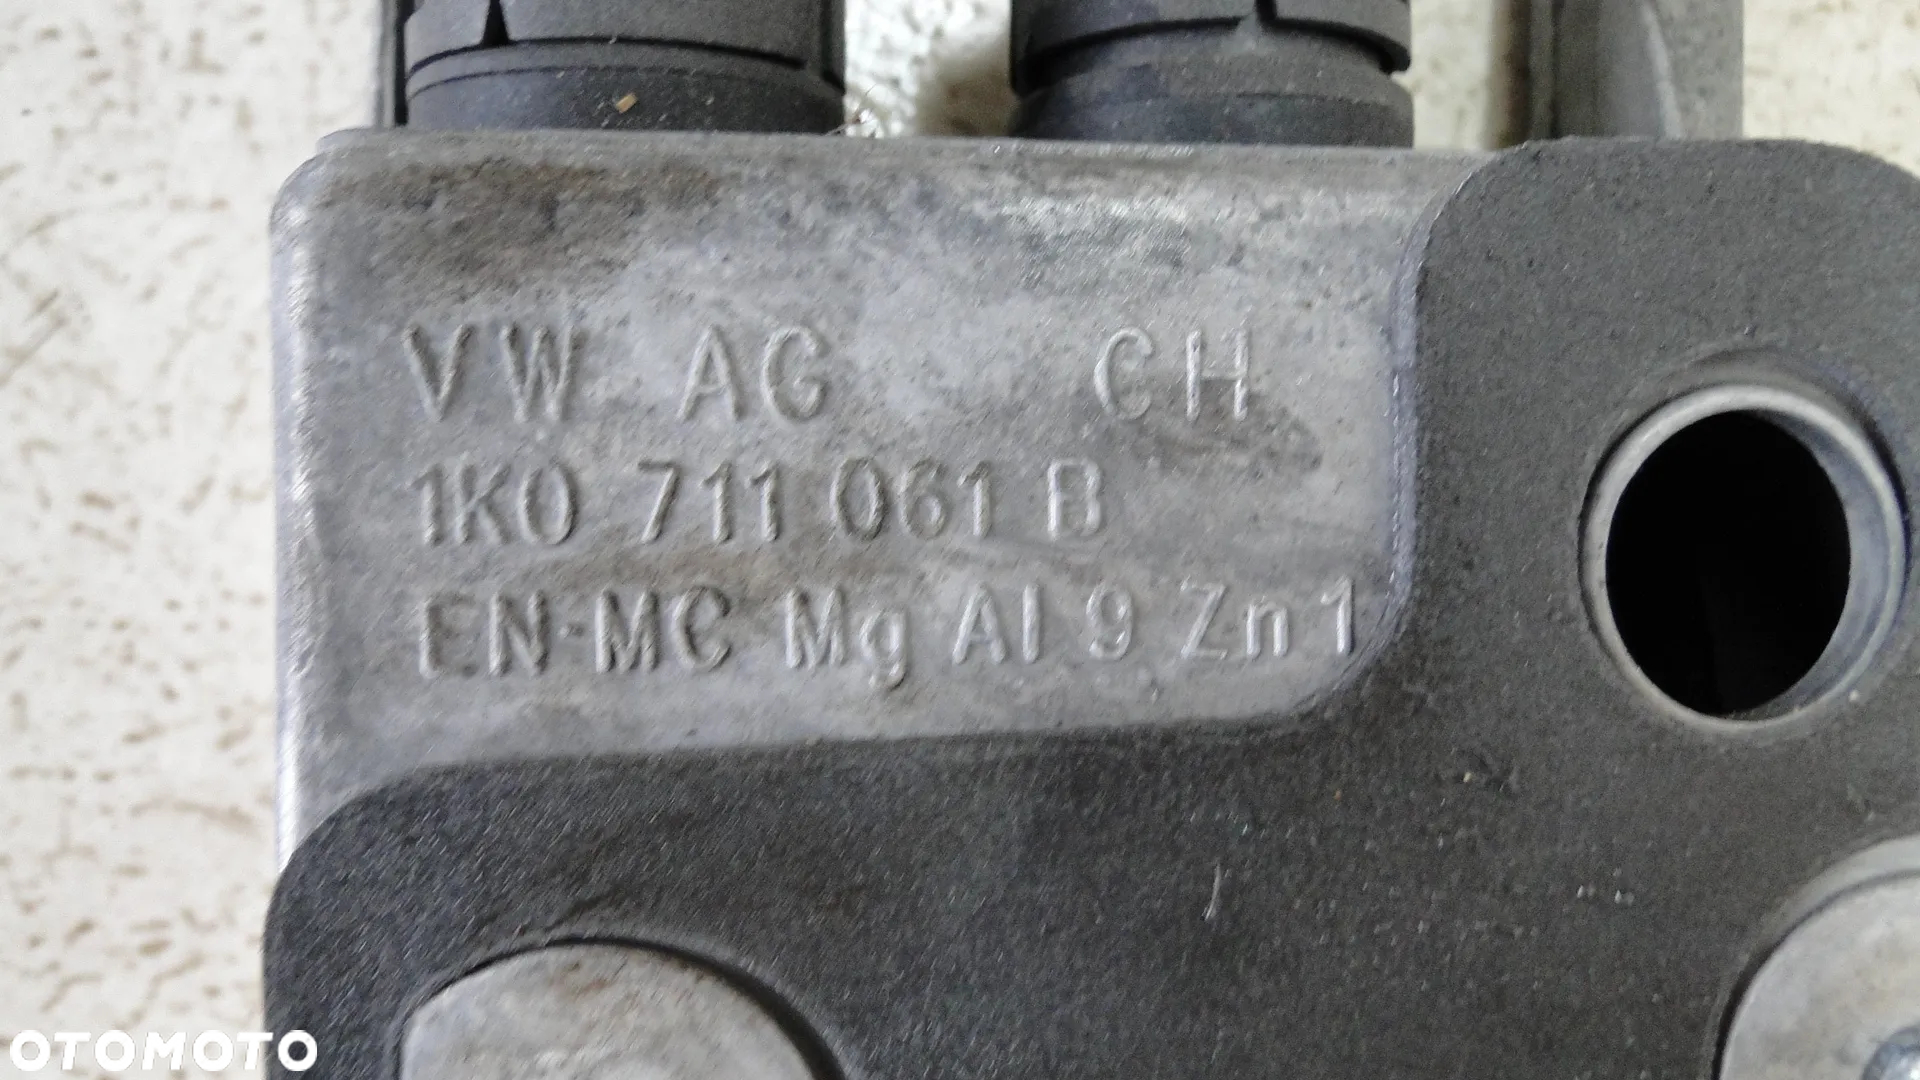 VW AG CH
1K0 711 061 B
EN-MC Mg Al 9 Zn 1
OTOMOTO